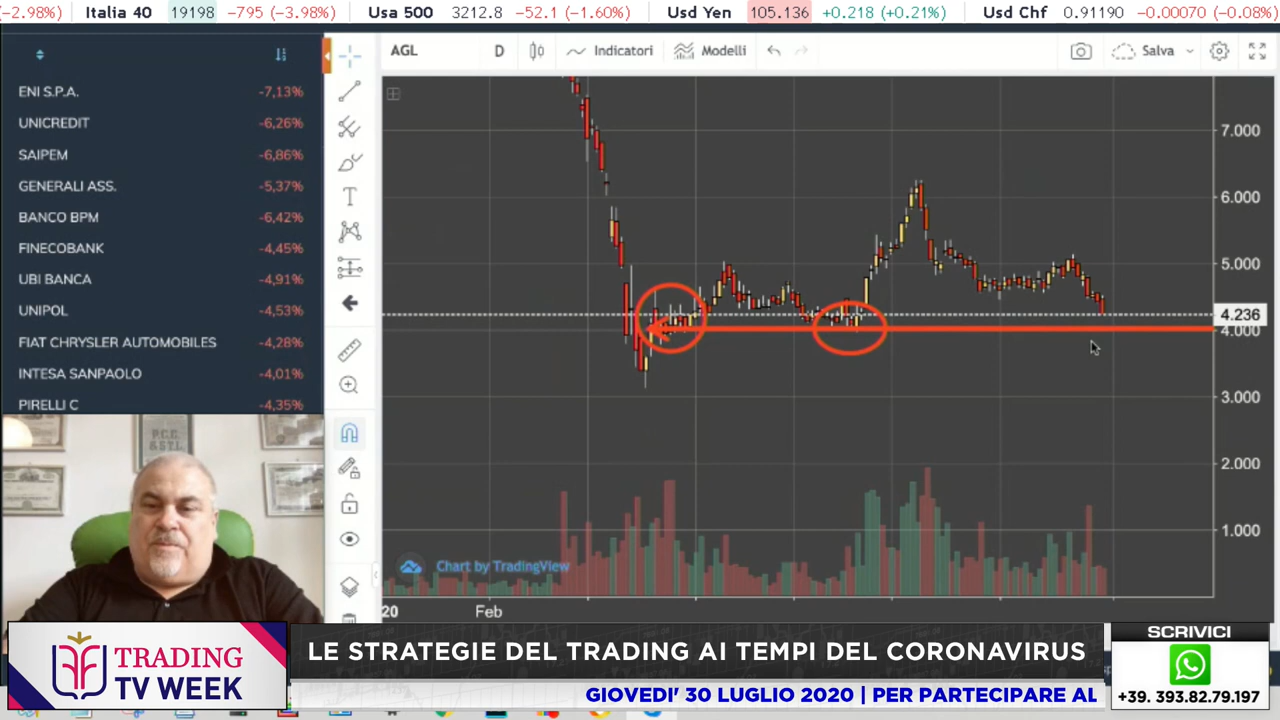 (-2.98%) Italia 40 19198 -795 (-3.98%) Usa 500 3212.8 -52.1 (-1.60%) Usd Yen 105.136 +0.218 (+0.21%) Usd Chf 0.91190 -0.00070 (-0.08%)
AGL D Indicatori Modelli Salva
ENI S.P.A. -7,13%
UNICREDIT -6,26%
SAIPEM -6,86%
GENERALI ASS. -5,37%
BANCO BPM -6,42%
FINECOBANK -4,45%
UBI BANCA -4,91%
UNIPOL -4,53%
FIAT CHRYSLER AUTOMOBILES -4,28%
INTESA SANPAOLO -4,01%
PIRELLI C -4,35%
7.000
6.000
5.000
4.236
4.000
3.000
2.000
1.000
Chart by TradingView
20 Feb
P.C.C.
& S.T.L.
TRADING
TV WEEK
LE STRATEGIE DEL TRADING AI TEMPI DEL CORONAVIRUS
GIOVEDI' 30 LUGLIO 2020 | PER PARTECIPARE AL
SCRIVICI
+39. 393.82.79.197